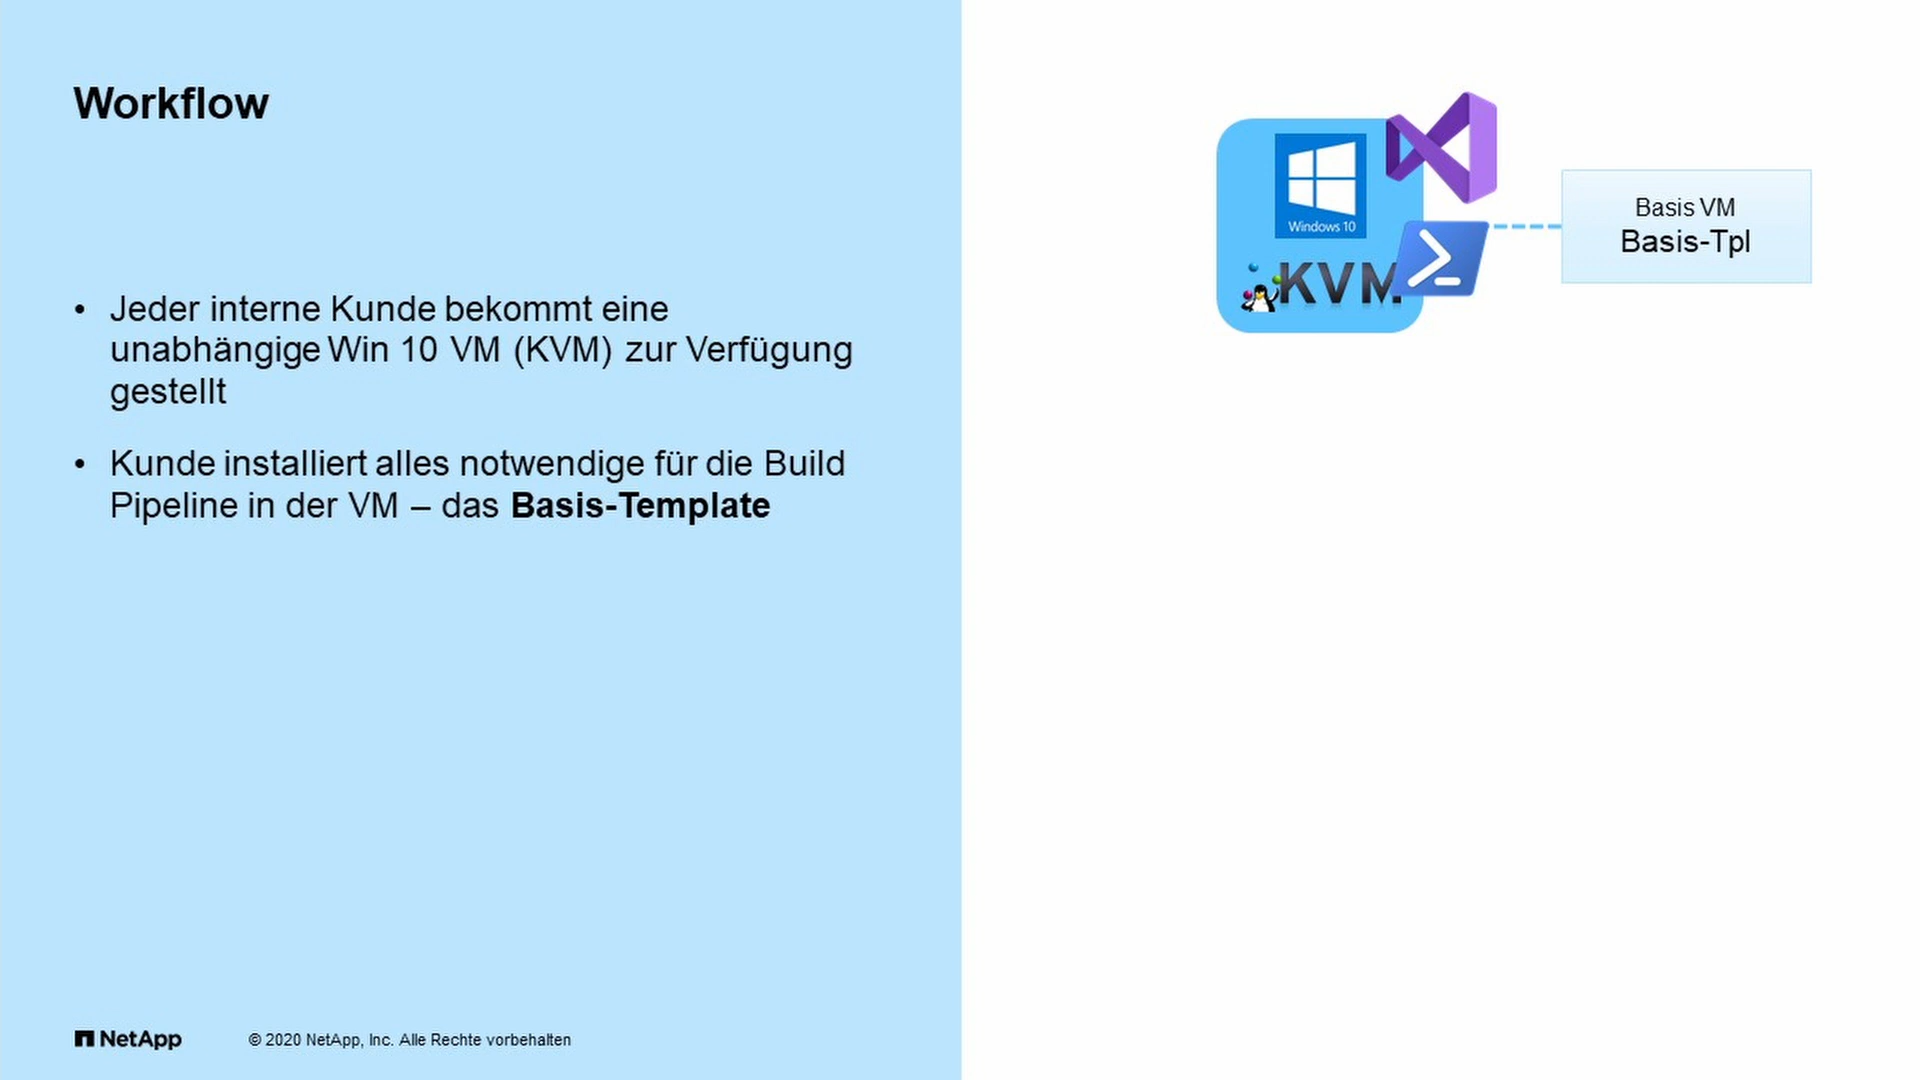 Workflow
• Jeder interne Kunde bekommt eine
unabhängige Win 10 VM (KVM) zur Verfügung
gestellt
• Kunde installiert alles notwendige für die Build
Pipeline in der VM – das Basis-Template
Windows 10
KVM
Basis VM
Basis-Tpl
NetApp
© 2020 NetApp, Inc. Alle Rechte vorbehalten